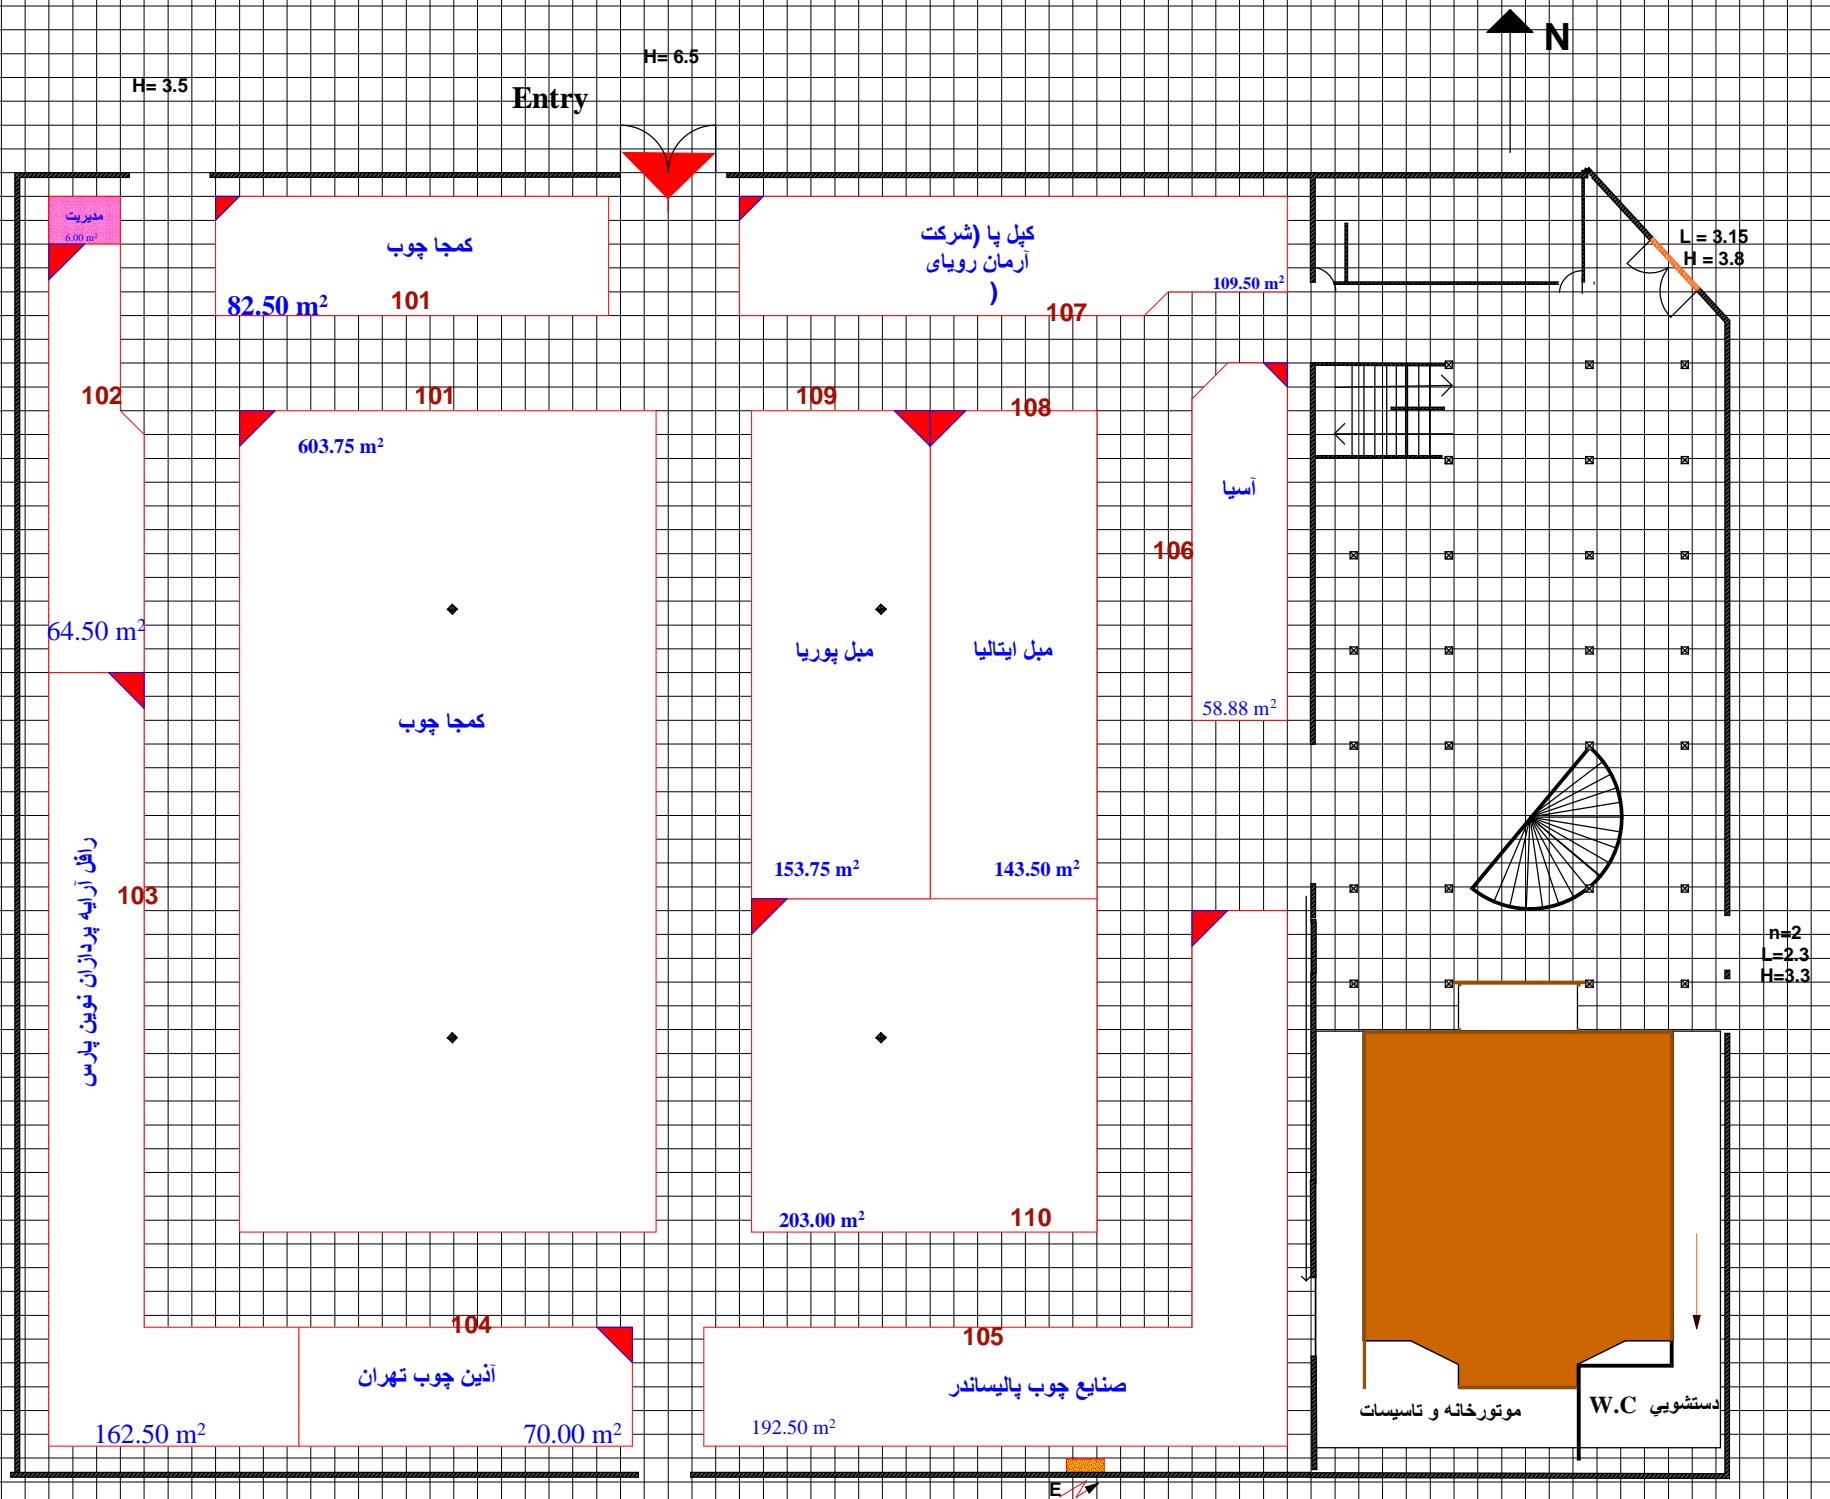 N
H= 6.5
H= 3.5
Entry
مدیریت
6.00 m²
کمجا چوب
82.50 m²
101
کپل پا (شرکت
آرمان رویای
)
109.50 m²
107
L = 3.15
H = 3.8
102
64.50 m²
101
603.75 m²
کمجا چوب
109
مبل پوریا
153.75 m²
108
مبل ایتالیا
143.50 m²
آسیا
106
58.88 m²
رافل آرایه پردازان نوین پارس
103
162.50 m²
203.00 m²
110
n=2
L=2.3
H=3.3
104
آذین چوب تهران
70.00 m²
105
صنایع چوب پالیساندر
192.50 m²
موتورخانه و تاسیسات
دستشويي W.C
E